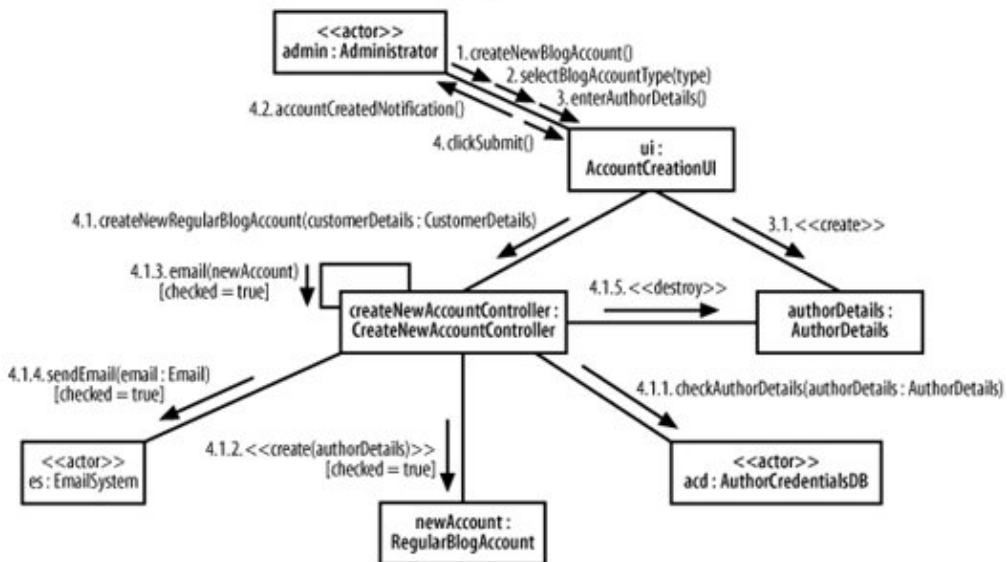 <<actor>>
admin : Administrator
1. createNewBlogAccount()
2. selectBlogAccountType(type)
3. enterAuthorDetails()
4.2. accountCreatedNotification()
4. clickSubmit()
ui :
AccountCreationUI
4.1. createNewRegularBlogAccount(customerDetails : CustomerDetails)
3.1. <<create>>
4.1.3. email(newAccount)
[checked = true]
4.1.5. <<destroy>>
createNewAccountController :
CreateNewAccountController
authorDetails :
AuthorDetails
4.1.4. sendEmail(email : Email)
[checked = true]
4.1.1. checkAuthorDetails(authorDetails : AuthorDetails)
4.1.2. <<create(authorDetails)>>
[checked = true]
<<actor>>
es : EmailSystem
<<actor>>
acd : AuthorCredentialsDB
newAccount :
RegularBlogAccount